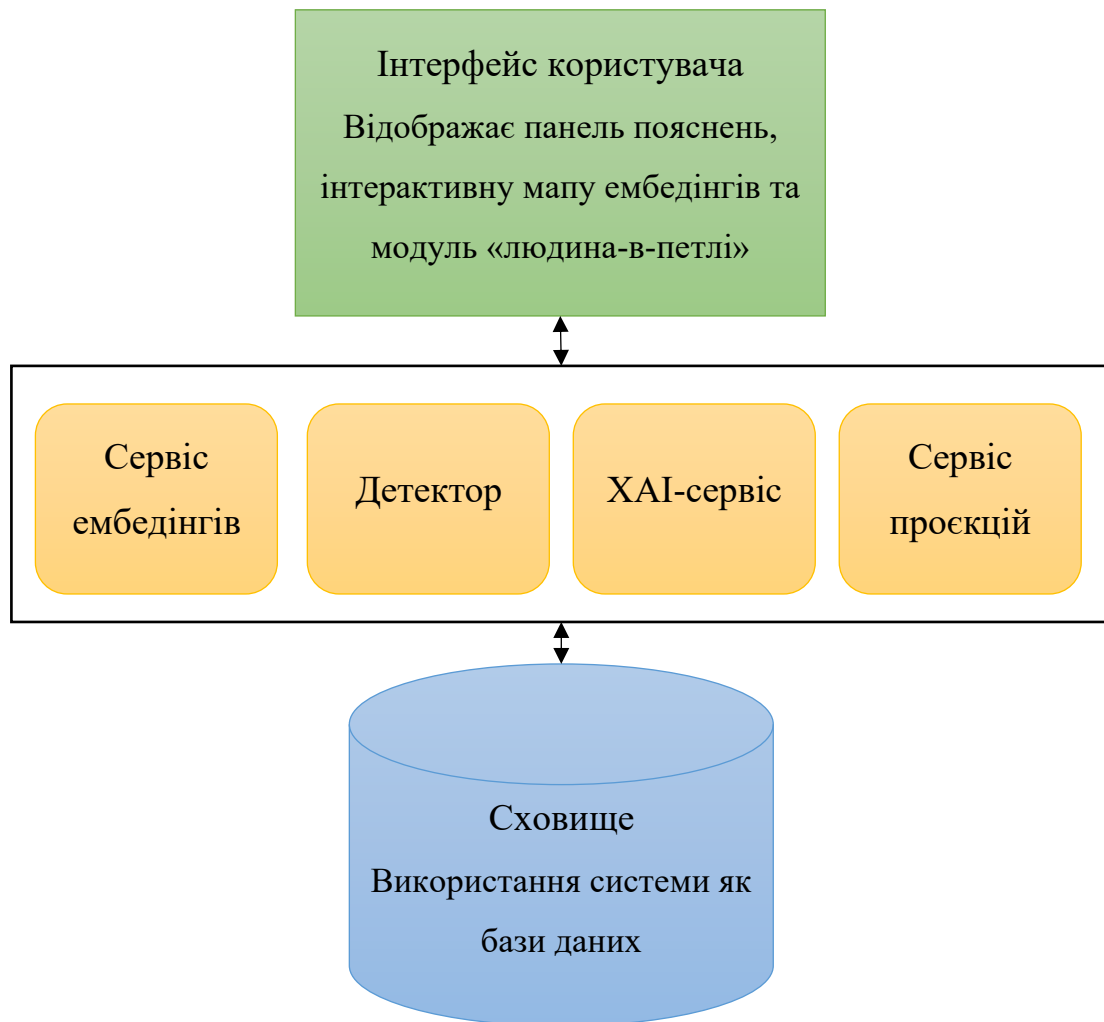 Інтерфейс користувача
Відображає панель пояснень,
інтерактивну мапу ембедінгів та
модуль «людина-в-петлі»
Сервіс
ембедінгів
Детектор
XAI-сервіс
Сервіс
проєкцій
Сховище
Використання системи як
бази даних